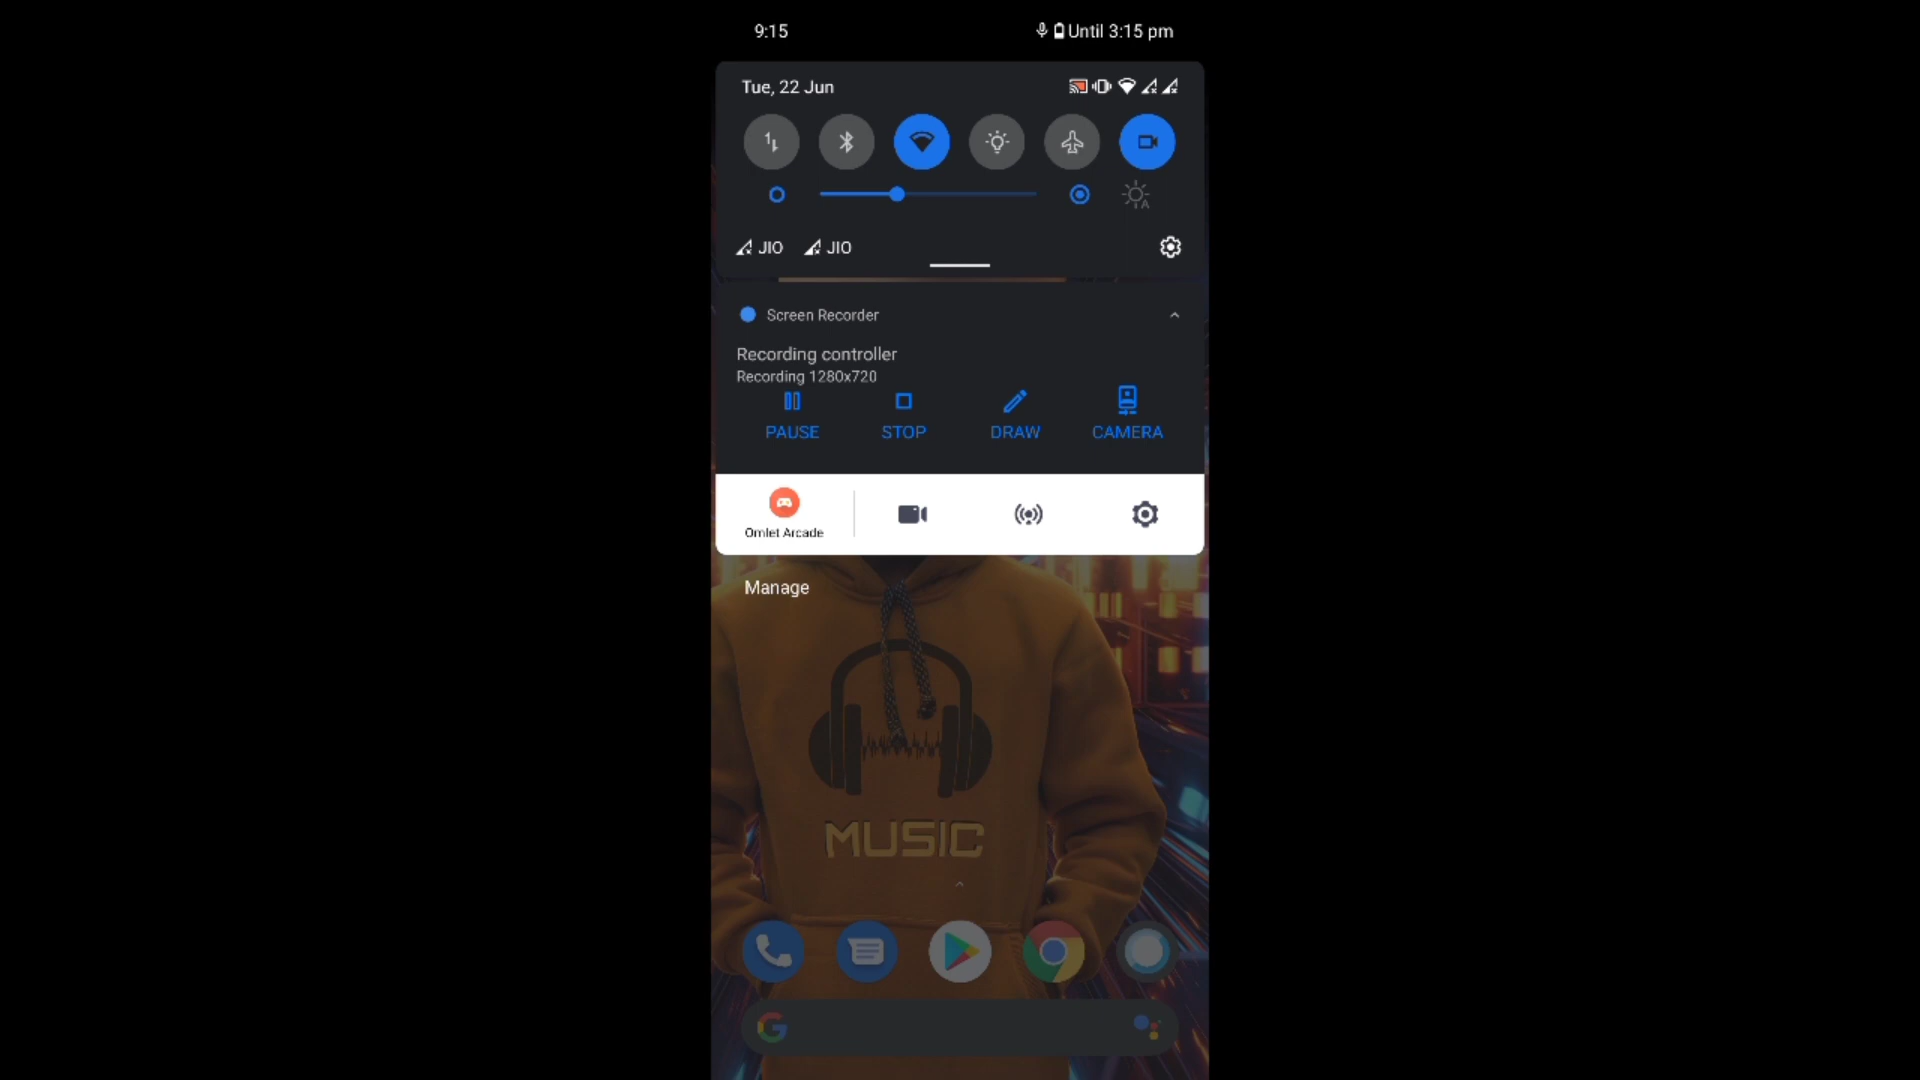 9:15 Until 3:15 pm
Tue, 22 Jun
JIO JIO
Screen Recorder
Recording controller
Recording 1280x720
PAUSE STOP DRAW CAMERA
Omlet Arcade
Manage
MUSIC